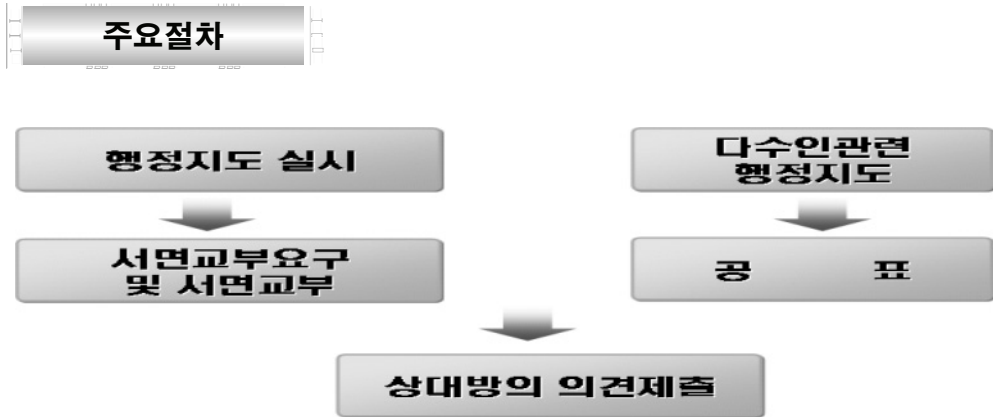 주요절차
행정지도 실시
다수인관련
행정지도
서면교부요구
및 서면교부
공 표
상대방의 의견제출